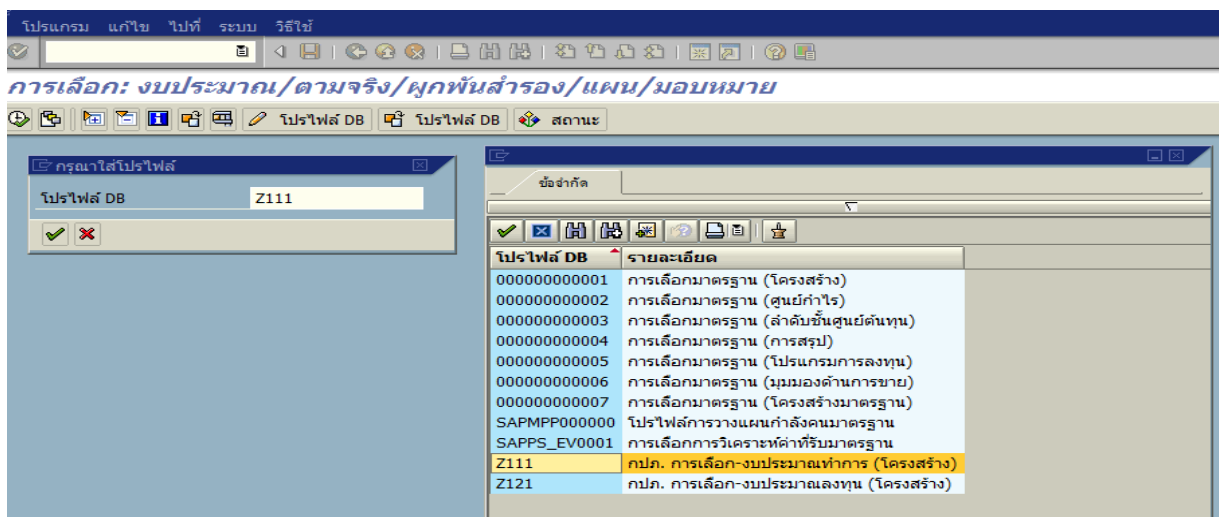 โปรแกรม แก้ไข ไปที่ ระบบ วิธีใช้
การเลือก: งบประมาณ/ตามจริง/ผูกพันสำรอง/แผน/มอบหมาย
โปรไฟล์ DB โปรไฟล์ DB สถานะ
กรุณาใส่โปรไฟล์
โปรไฟล์ DB Z111
ข้อจำกัด
โปรไฟล์ DB รายละเอียด
000000000001 การเลือกมาตรฐาน (โครงสร้าง)
000000000002 การเลือกมาตรฐาน (ศูนย์กำไร)
000000000003 การเลือกมาตรฐาน (ลำดับชั้นศูนย์ต้นทุน)
000000000004 การเลือกมาตรฐาน (การสรุป)
000000000005 การเลือกมาตรฐาน (โปรแกรมการลงทุน)
000000000006 การเลือกมาตรฐาน (มุมมองด้านการขาย)
000000000007 การเลือกมาตรฐาน (โครงสร้างมาตรฐาน)
SAPMPP000000 โปรไฟล์การวางแผนกำลังคนมาตรฐาน
SAPPS_EV0001 การเลือกการวิเคราะห์ค่าที่รับมาตรฐาน
Z111 กปภ. การเลือก-งบประมาณทำการ (โครงสร้าง)
Z121 กปภ. การเลือก-งบประมาณลงทุน (โครงสร้าง)